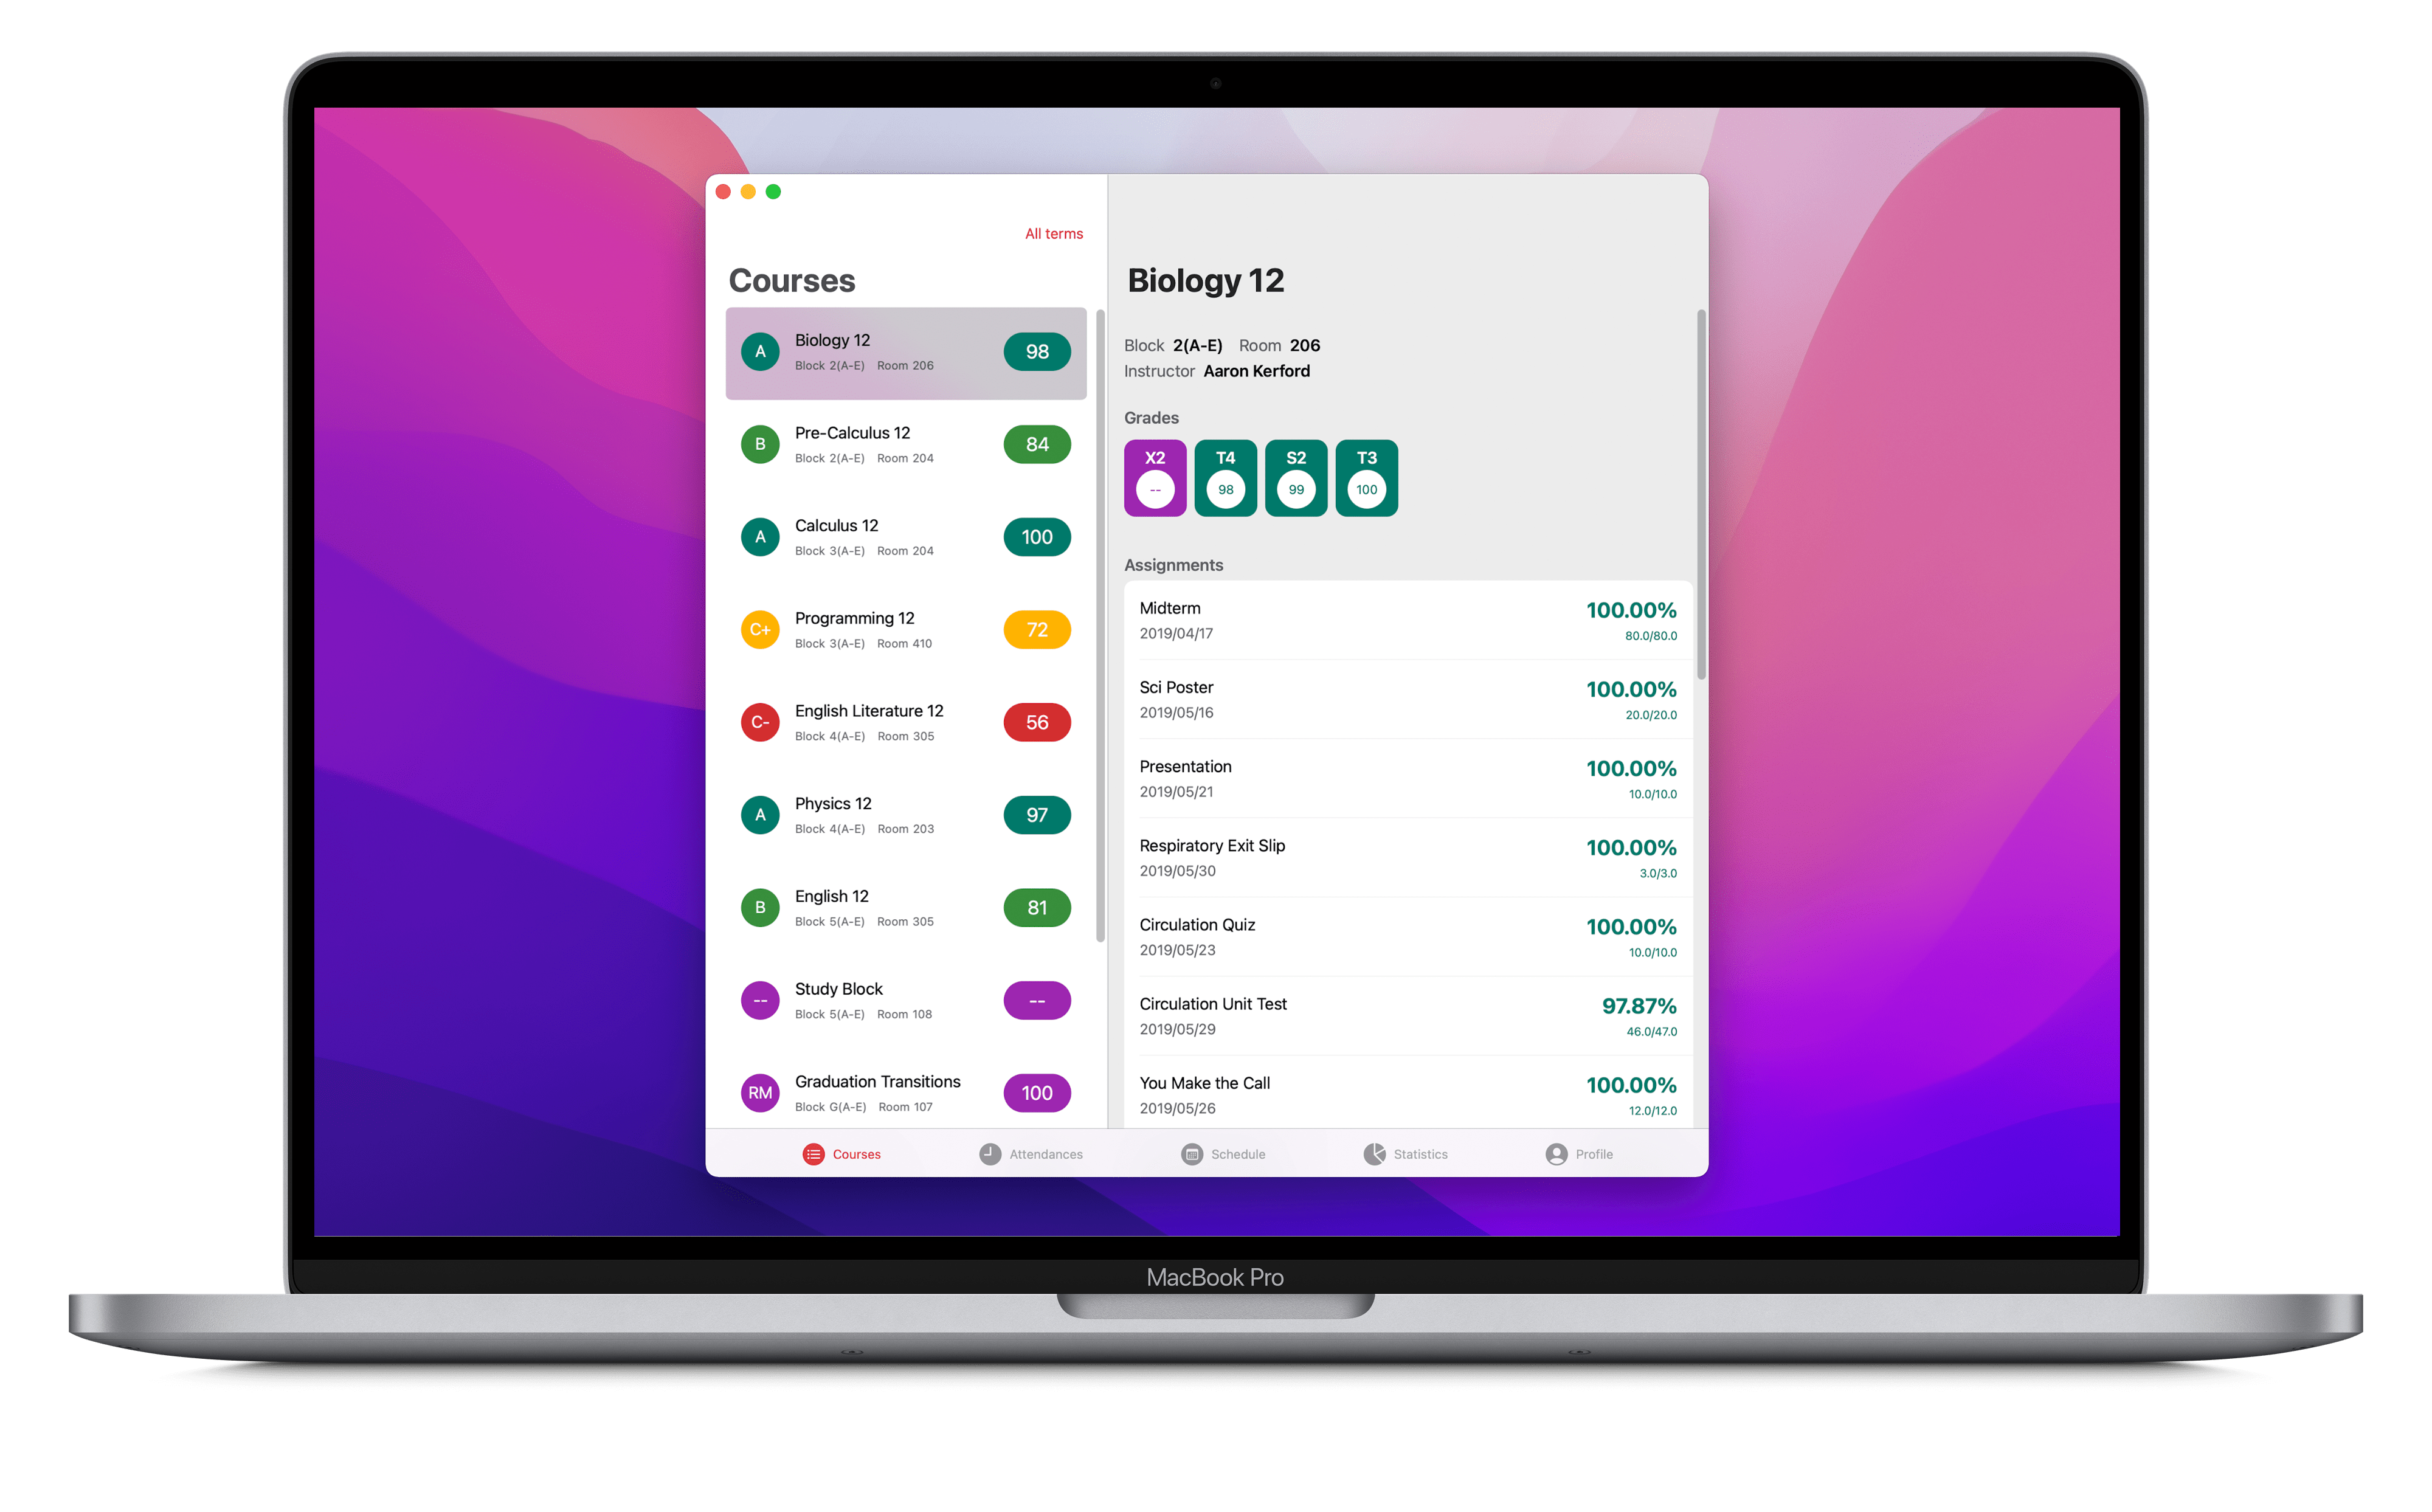 All terms
Courses
A
Biology 12
Block 2(A-E) Room 206
98
B
Pre-Calculus 12
Block 2(A-E) Room 204
84
A
Calculus 12
Block 3(A-E) Room 204
100
C+
Programming 12
Block 3(A-E) Room 410
72
C-
English Literature 12
Block 4(A-E) Room 305
56
A
Physics 12
Block 4(A-E) Room 203
97
B
English 12
Block 5(A-E) Room 305
81
--
Study Block
Block 5(A-E) Room 108
--
RM
Graduation Transitions
Block G(A-E) Room 107
100
Biology 12
Block 2(A-E) Room 206
Instructor Aaron Kerford
Grades
X2 T4 S2 T3
-- 98 99 100
Assignments
Midterm 100.00%
2019/04/17 80.0/80.0
Sci Poster 100.00%
2019/05/16 20.0/20.0
Presentation 100.00%
2019/05/21 10.0/10.0
Respiratory Exit Slip 100.00%
2019/05/30 3.0/3.0
Circulation Quiz 100.00%
2019/05/23 10.0/10.0
Circulation Unit Test 97.87%
2019/05/29 46.0/47.0
You Make the Call 100.00%
2019/05/26 12.0/12.0
Courses Attendances Schedule Statistics Profile
MacBook Pro